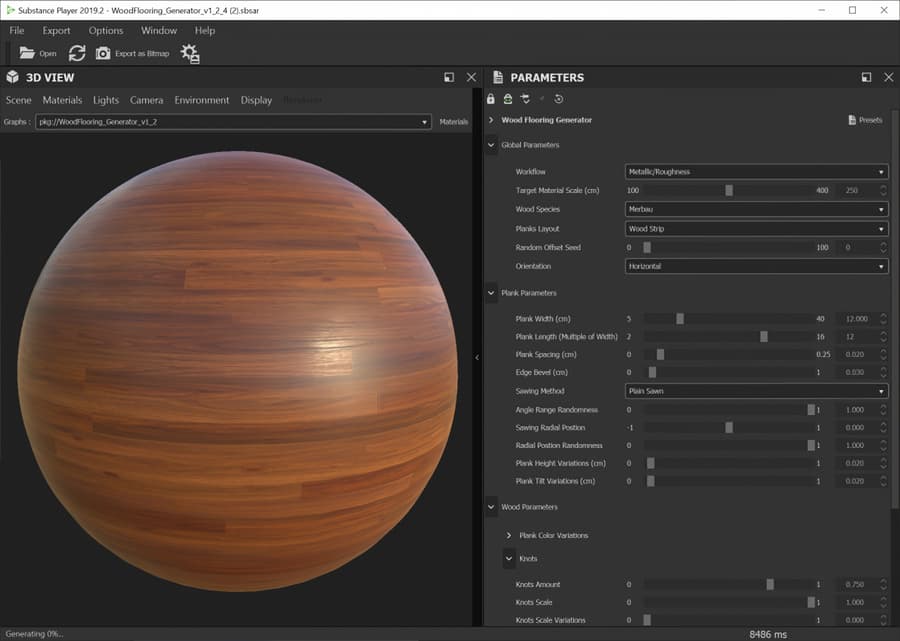 Substance Player 2019.2 - WoodFlooring_Generator_v1_2_4 (2).sbsar
File Export Options Window Help
Open Export as Bitmap
3D VIEW
Scene Materials Lights Camera Environment Display Renderer
Graphs : pkg://WoodFlooring_Generator_v1_2 Materials
Generating 0%...
PARAMETERS
Wood Flooring Generator Presets
Global Parameters
Workflow Metallic/Roughness
Target Material Scale (cm) 100 400 250
Wood Species Merbau
Planks Layout Wood Strip
Random Offset Seed 0 100 0
Orientation Horizontal
Plank Parameters
Plank Width (cm) 5 40 12.000
Plank Length (Multiple of Width) 2 16 12
Plank Spacing (cm) 0 0.25 0.020
Edge Bevel (cm) 0 1 0.030
Sawing Method Plain Sawn
Angle Range Randomness 0 1 1.000
Sawing Radial Postion -1 1 0.000
Radial Postion Randomness 0 1 1.000
Plank Height Variations (cm) 0 1 0.020
Plank Tilt Variations (cm) 0 1 0.020
Wood Parameters
Plank Color Variations
Knots
Knots Amount 0 1 0.750
Knots Scale 0 1 1.000
Knots Scale Variations 0 1 0.000
8486 ms